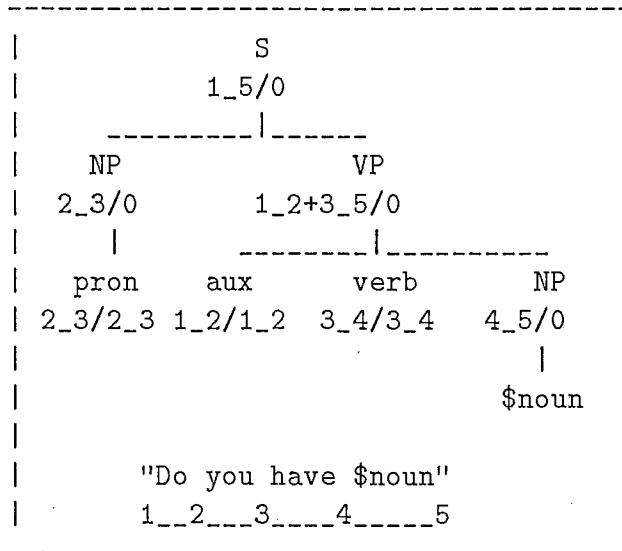 S
1_5/0
NP VP
2_3/0 1_2+3_5/0
pron aux verb NP
2_3/2_3 1_2/1_2 3_4/3_4 4_5/0
$noun
"Do you have $noun"
1__2___3____4_____5